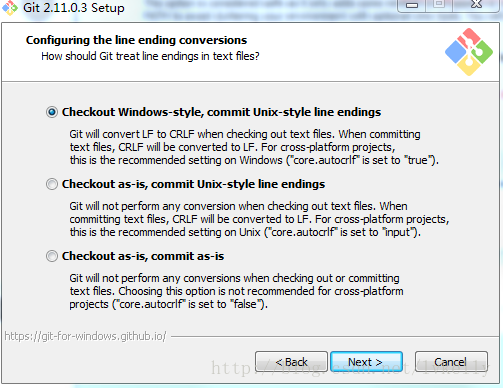 Git 2.11.0.3 Setup
Configuring the line ending conversions
How should Git treat line endings in text files?
Checkout Windows-style, commit Unix-style line endings
Git will convert LF to CRLF when checking out text files. When committing
text files, CRLF will be converted to LF. For cross-platform projects,
this is the recommended setting on Windows ("core.autocrlf" is set to "true").
Checkout as-is, commit Unix-style line endings
Git will not perform any conversion when checking out text files. When
committing text files, CRLF will be converted to LF. For cross-platform projects,
this is the recommended setting on Unix ("core.autocrlf" is set to "input").
Checkout as-is, commit as-is
Git will not perform any conversions when checking out or committing
text files. Choosing this option is not recommended for cross-platform
projects ("core.autocrlf" is set to "false").
https://git-for-windows.github.io/
< Back
Next >
Cancel